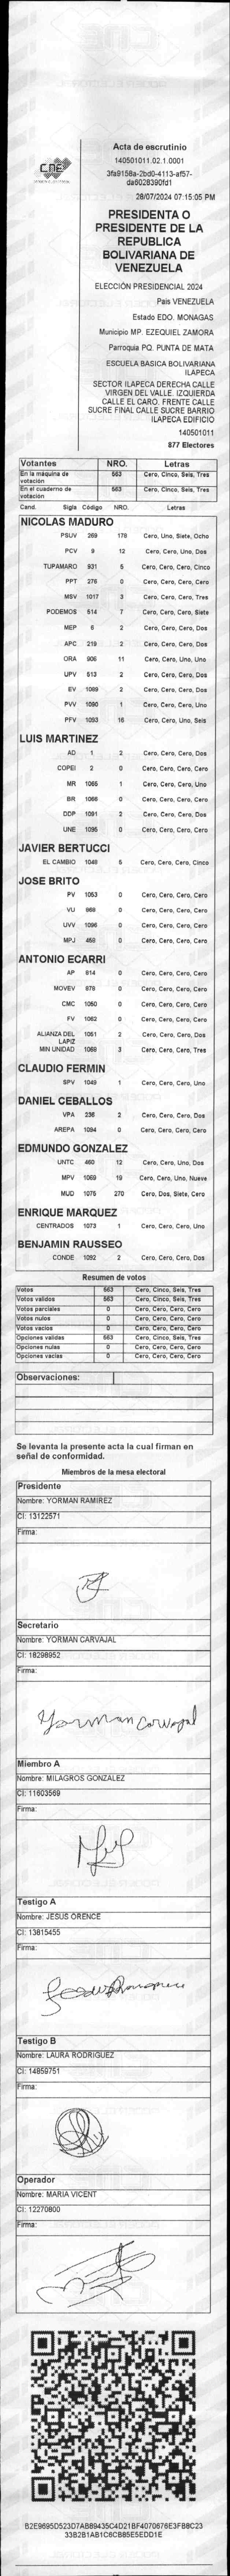 CNE
Acta de escrutinio
140501011.02.1.0001
3fa9158a-2bd0-4113-af57-
da6028390fd1
28/07/2024 07:15:05 PM
PRESIDENTA O
PRESIDENTE DE LA
REPUBLICA
BOLIVARIANA DE
VENEZUELA
ELECCIÓN PRESIDENCIAL 2024
Pais VENEZUELA
Estado EDO. MONAGAS
Municipio MP. EZEQUIEL ZAMORA
Parroquia PQ. PUNTA DE MATA
ESCUELA BASICA BOLIVARIANA
ILAPECA
SECTOR ILAPECA DERECHA CALLE
VIRGEN DEL VALLE. IZQUIERDA
CALLE EL CARO. FRENTE CALLE
SUCRE FINAL CALLE SUCRE BARRIO
ILAPECA EDIFICIO
140501011
877 Electores
Votantes NRO. Letras
En la máquina de votación 563 Cero, Cinco, Seis, Tres
En el cuaderno de votación 563 Cero, Cinco, Seis, Tres
Cand. Sigla Código NRO. Letras
NICOLAS MADURO
PSUV 269 178 Cero, Uno, Siete, Ocho
PCV 9 12 Cero, Cero, Uno, Dos
TUPAMARO 931 5 Cero, Cero, Cero, Cinco
PPT 276 0 Cero, Cero, Cero, Cero
MSV 1017 3 Cero, Cero, Cero, Tres
PODEMOS 514 7 Cero, Cero, Cero, Siete
MEP 6 2 Cero, Cero, Cero, Dos
APC 219 2 Cero, Cero, Cero, Dos
ORA 906 11 Cero, Cero, Uno, Uno
UPV 513 2 Cero, Cero, Cero, Dos
EV 1089 2 Cero, Cero, Cero, Dos
PVV 1090 1 Cero, Cero, Cero, Uno
PFV 1093 16 Cero, Cero, Uno, Seis
LUIS MARTINEZ
AD 1 2 Cero, Cero, Cero, Dos
COPEI 2 0 Cero, Cero, Cero, Cero
MR 1065 1 Cero, Cero, Cero, Uno
BR 1066 0 Cero, Cero, Cero, Cero
DDP 1091 2 Cero, Cero, Cero, Dos
UNE 1095 0 Cero, Cero, Cero, Cero
JAVIER BERTUCCI
EL CAMBIO 1048 5 Cero, Cero, Cero, Cinco
JOSE BRITO
PV 1053 0 Cero, Cero, Cero, Cero
VU 968 0 Cero, Cero, Cero, Cero
UVV 1096 0 Cero, Cero, Cero, Cero
MPJ 458 0 Cero, Cero, Cero, Cero
ANTONIO ECARRI
AP 814 0 Cero, Cero, Cero, Cero
MOVEV 878 0 Cero, Cero, Cero, Cero
CMC 1050 0 Cero, Cero, Cero, Cero
FV 1062 0 Cero, Cero, Cero, Cero
ALIANZA DEL LAPIZ 1051 2 Cero, Cero, Cero, Dos
MIN UNIDAD 1068 3 Cero, Cero, Cero, Tres
CLAUDIO FERMIN
SPV 1049 1 Cero, Cero, Cero, Uno
DANIEL CEBALLOS
VPA 236 2 Cero, Cero, Cero, Dos
AREPA 1094 0 Cero, Cero, Cero, Cero
EDMUNDO GONZALEZ
UNTC 460 12 Cero, Cero, Uno, Dos
MPV 1069 19 Cero, Cero, Uno, Nueve
MUD 1075 270 Cero, Dos, Siete, Cero
ENRIQUE MARQUEZ
CENTRADOS 1073 1 Cero, Cero, Cero, Uno
BENJAMIN RAUSSEO
CONDE 1092 2 Cero, Cero, Cero, Dos
Resumen de votos
Votos 563 Cero, Cinco, Seis, Tres
Votos validos 563 Cero, Cinco, Seis, Tres
Votos parciales 0 Cero, Cero, Cero, Cero
Votos nulos 0 Cero, Cero, Cero, Cero
Votos vacios 0 Cero, Cero, Cero, Cero
Opciones validas 563 Cero, Cinco, Seis, Tres
Opciones nulas 0 Cero, Cero, Cero, Cero
Opciones vacias 0 Cero, Cero, Cero, Cero
Observaciones:
Se levanta la presente acta la cual firman en
señal de conformidad.
Miembros de la mesa electoral
Presidente
Nombre: YORMAN RAMIREZ
CI: 13122571
Firma:
Secretario
Nombre: YORMAN CARVAJAL
CI: 18298952
Firma:
Yorman Carvajal
Miembro A
Nombre: MILAGROS GONZALEZ
CI: 11603569
Firma:
Testigo A
Nombre: JESUS ORENCE
CI: 13815455
Firma:
Testigo B
Nombre: LAURA RODRIGUEZ
CI: 14859751
Firma:
Operador
Nombre: MARIA VICENT
CI: 12270800
Firma:
B2E9695D523D7AB89435C4D21BF4070676E3FB8C23
33B2B1AB1C6CB85E5EDD1E